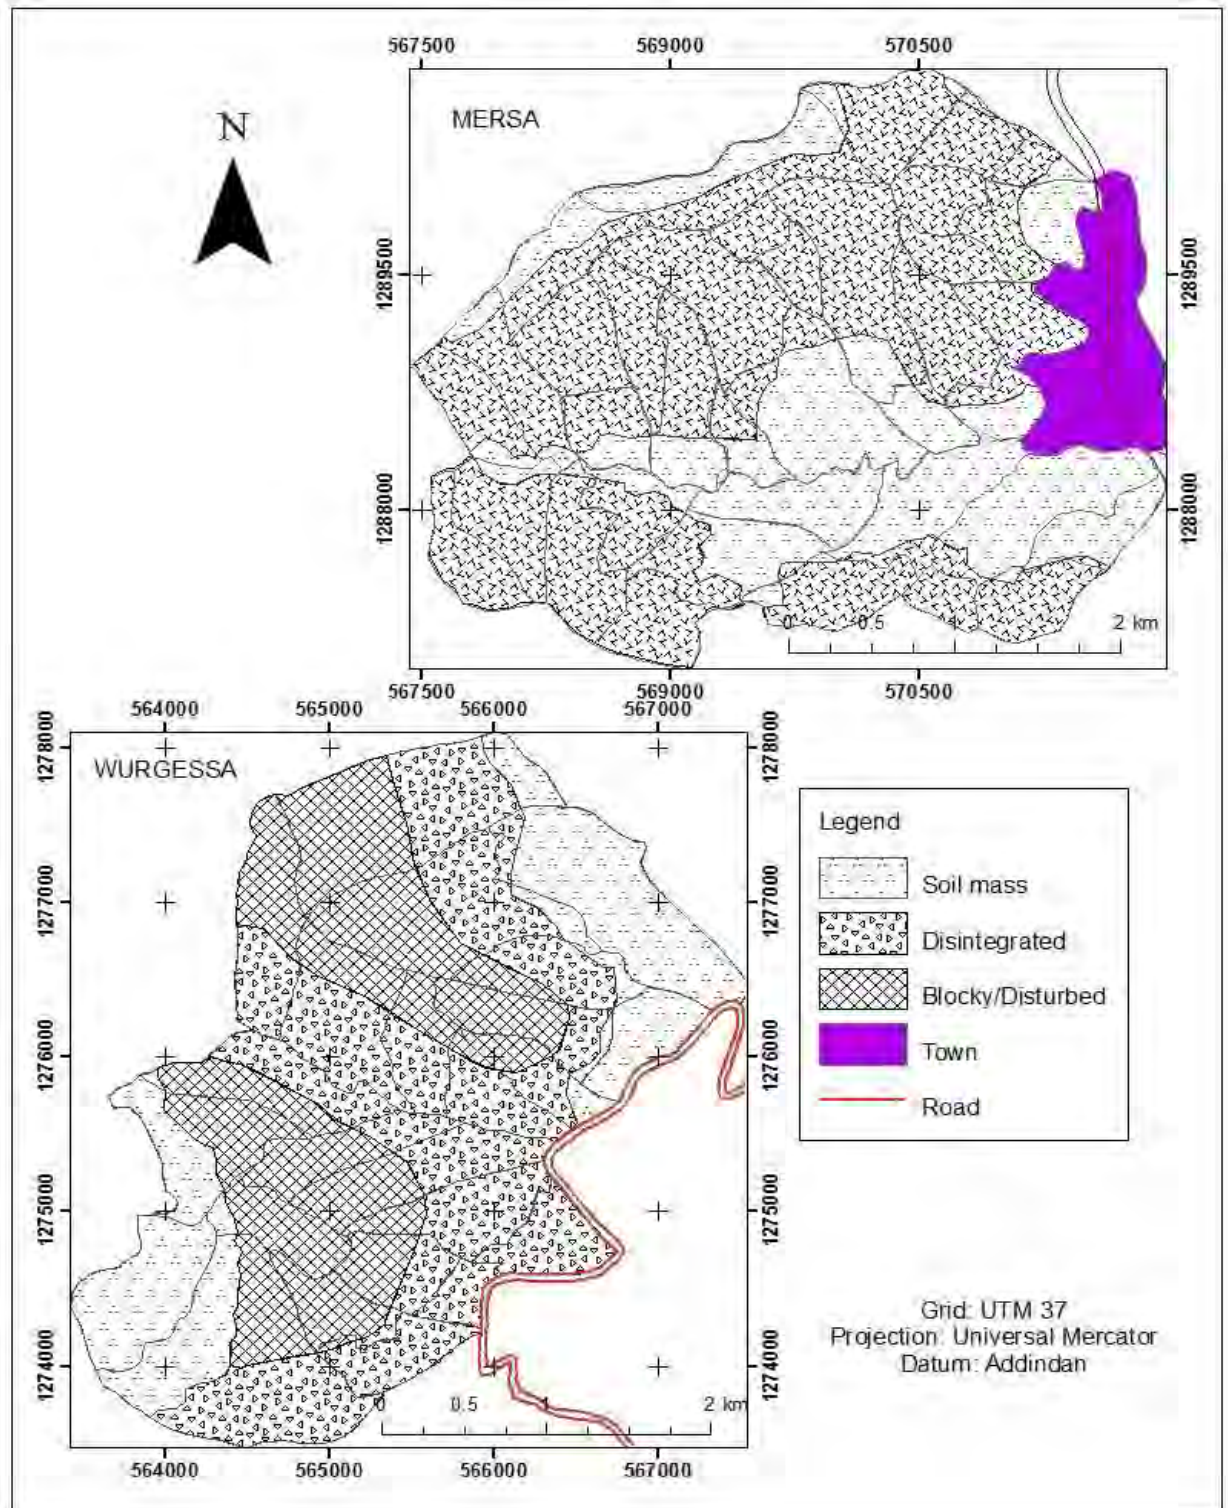 567500 569000 570500
N
MERSA
1289500 1289500
1288000 1288000
0 0.5 1 2 km
567500 569000 570500
564000 565000 566000 567000
WURGESSA
1278000 1278000
1277000 1277000
1276000 1276000
1275000 1275000
1274000 1274000
0 0.5 1 2 km
564000 565000 566000 567000
Legend
Soil mass
Disintegrated
Blocky/Disturbed
Town
Road
Grid: UTM 37
Projection: Universal Mercator
Datum: Addindan